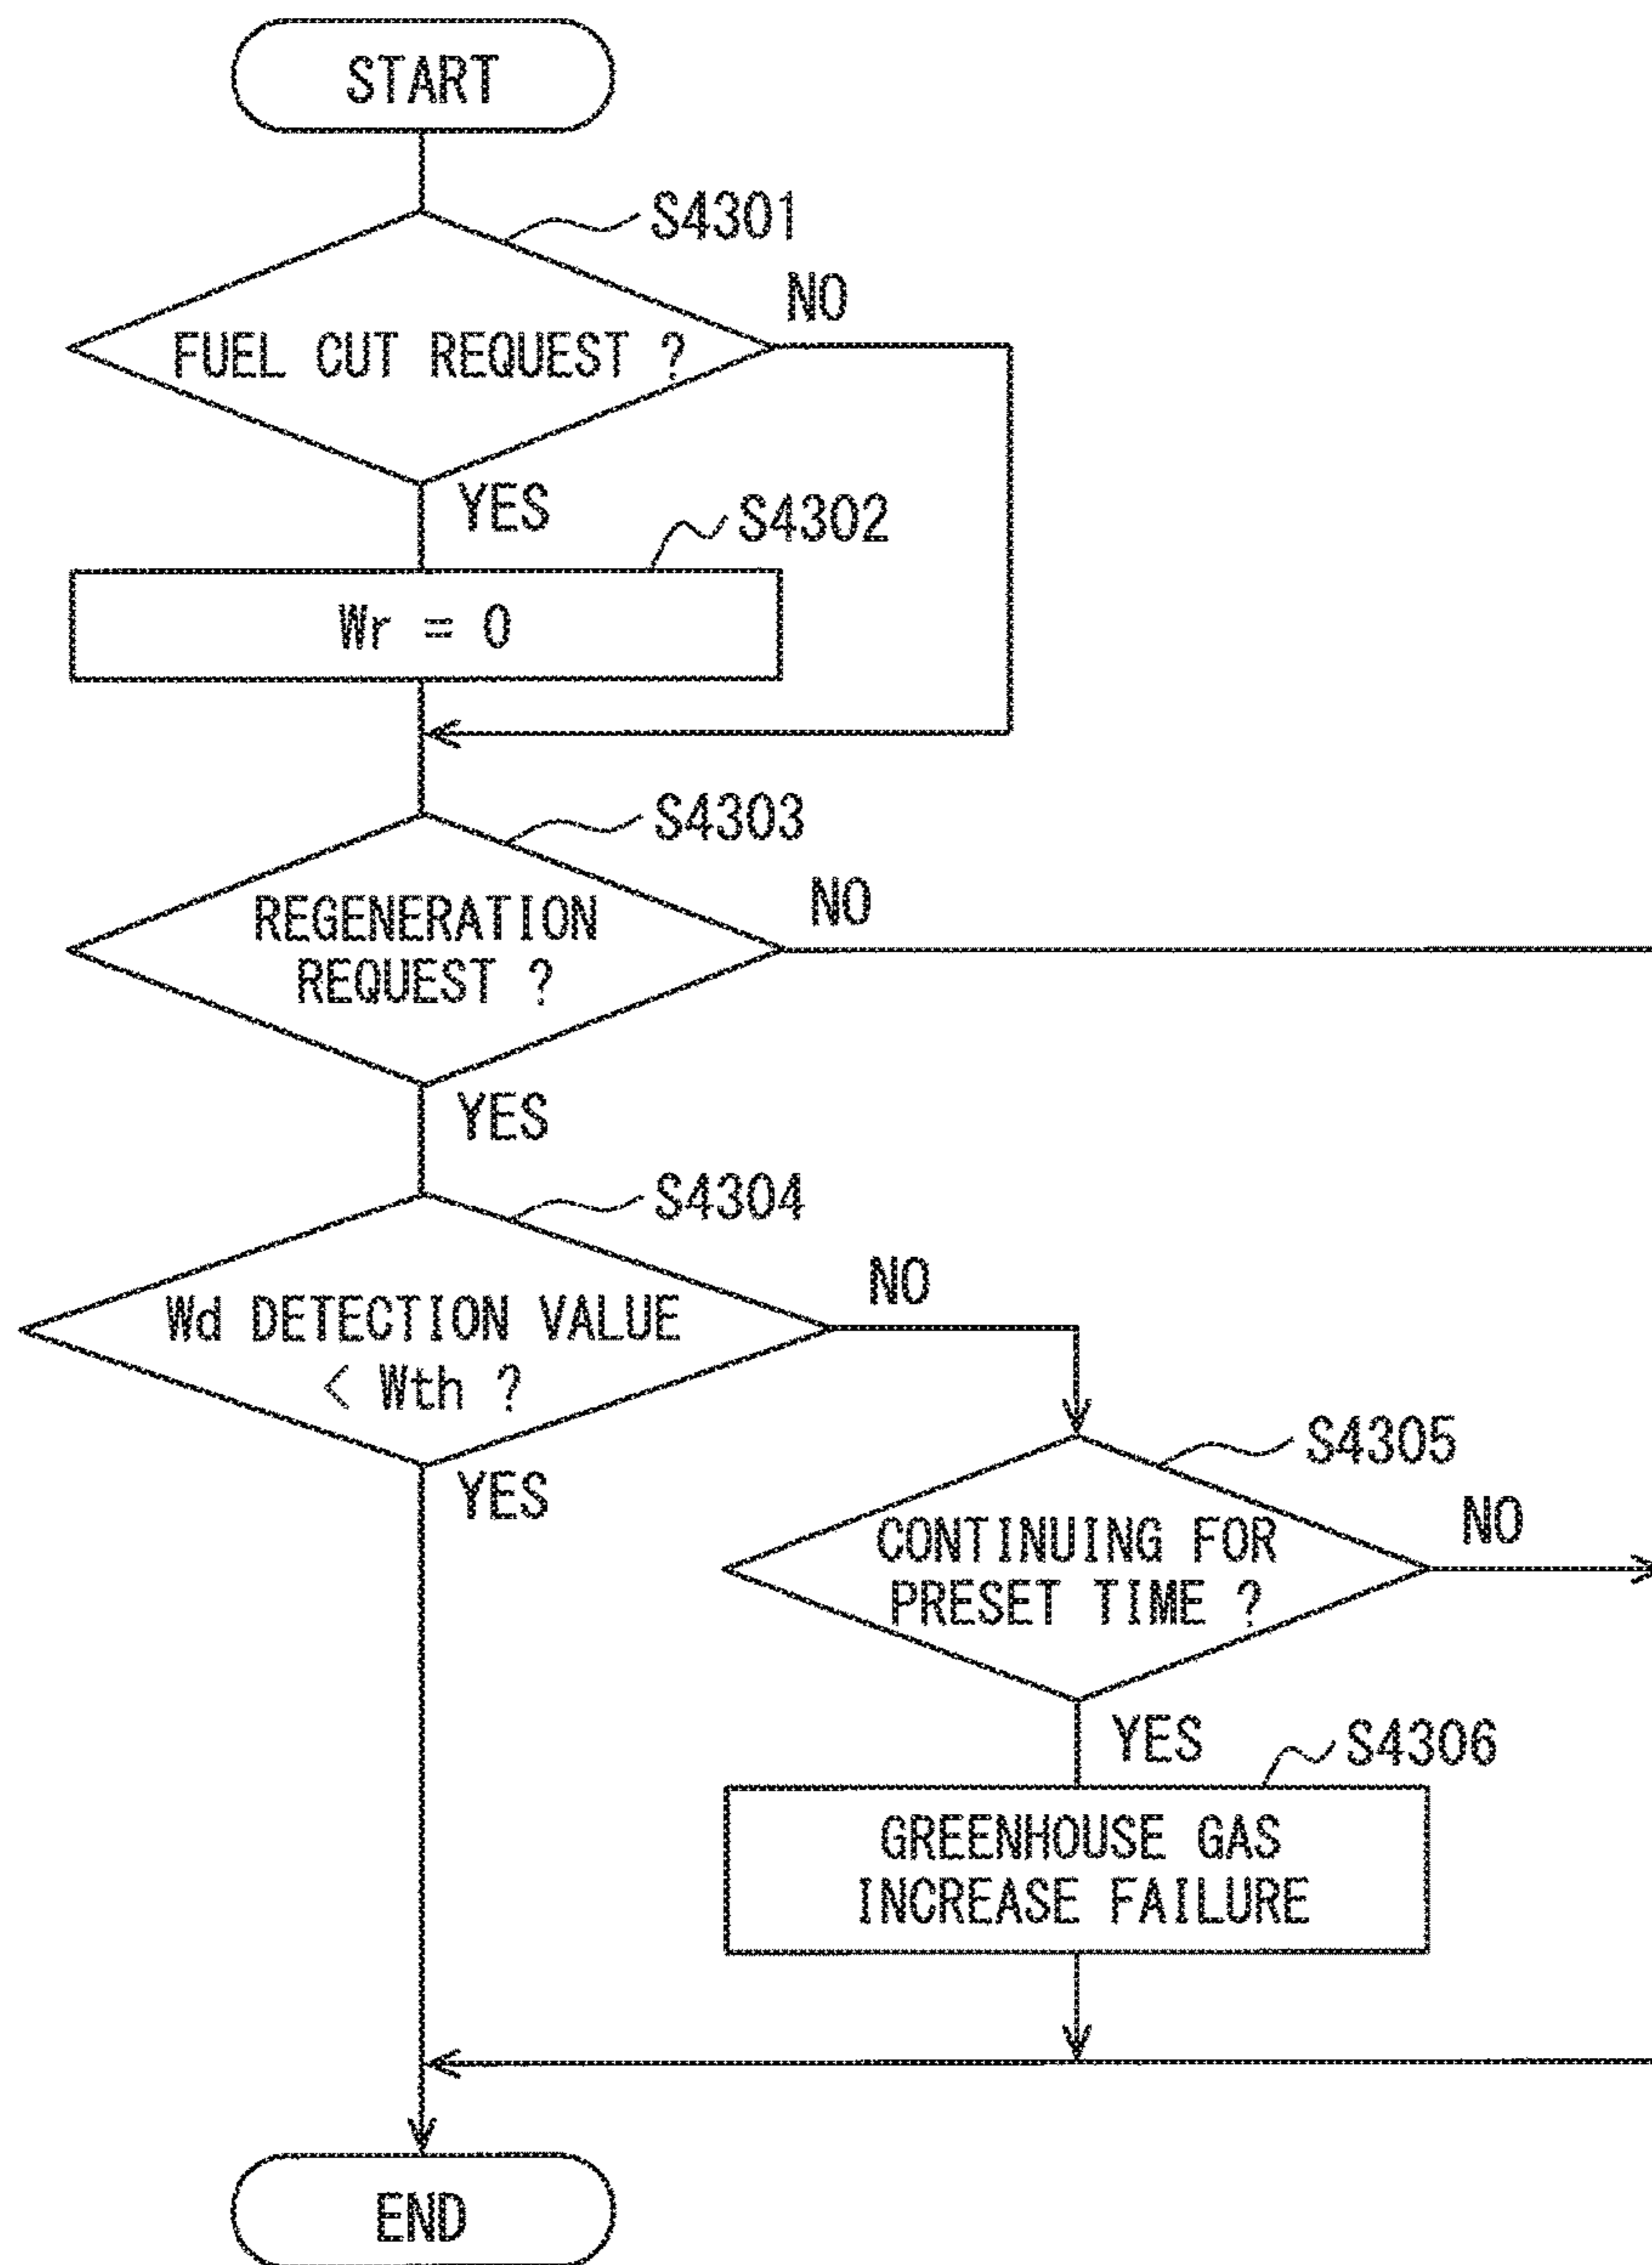 START
S4301
NO
FUEL CUT REQUEST ?
YES
S4302
Wr = 0
S4303
NO
REGENERATION
REQUEST ?
YES
S4304
NO
Wd DETECTION VALUE
< Wth ?
YES
S4305
NO
CONTINUING FOR
PRESET TIME ?
YES
S4306
GREENHOUSE GAS
INCREASE FAILURE
END